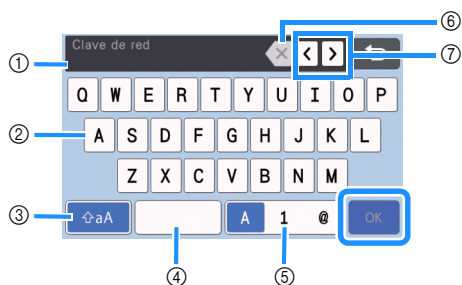 ⑥
Clave de red
① ⑦
Q W E R T Y U I O P
② A S D F G H J K L
Z X C V B N M
③ ⇧aA A 1 @ OK
④ ⑤